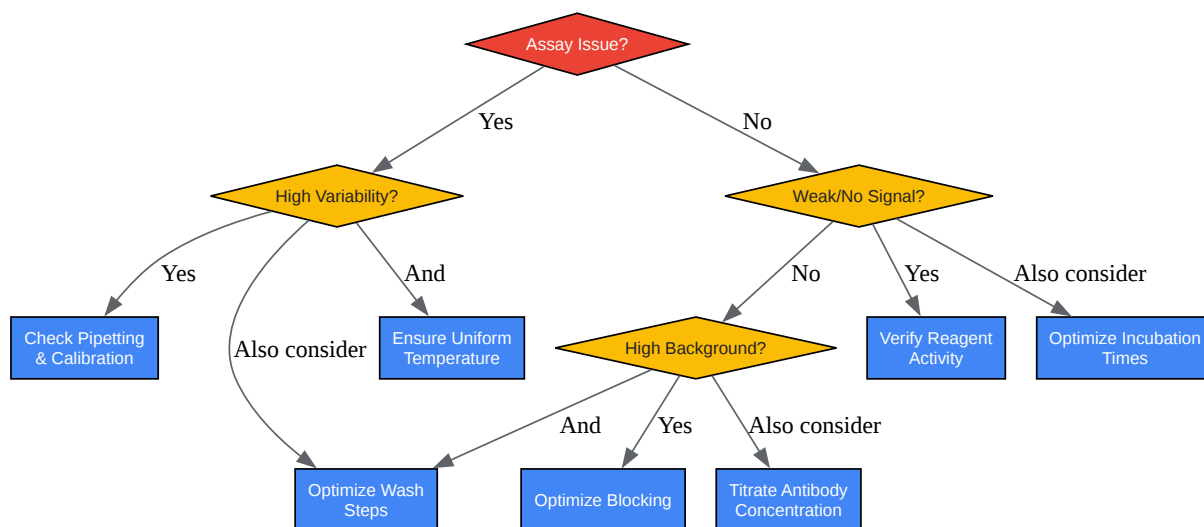 Assay Issue?
Yes
No
High Variability?
Weak/No Signal?
Yes
And
No
Yes
Also consider
Check Pipetting
& Calibration
Also consider
Ensure Uniform
Temperature
High Background?
Verify Reagent
Activity
Optimize Incubation
Times
And
Yes
Also consider
Optimize Wash
Steps
Optimize Blocking
Titrate Antibody
Concentration